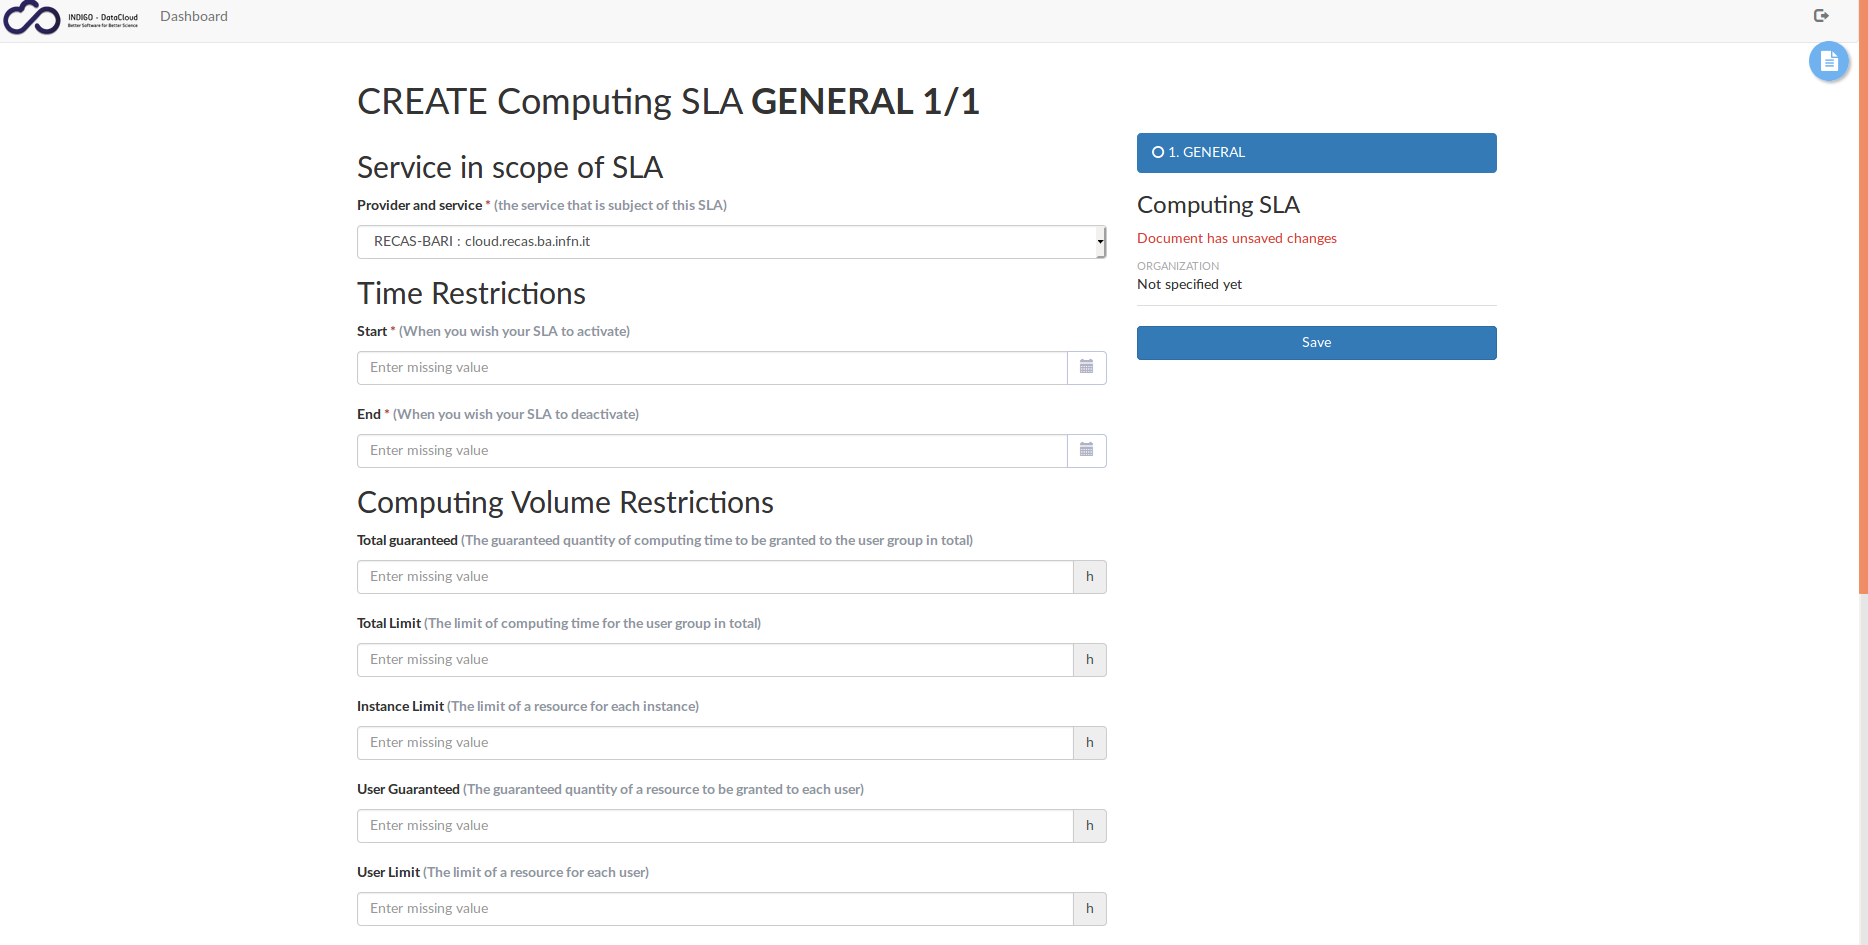 INDIGO - DataCloud
Better Software for Better Science
Dashboard
CREATE Computing SLA GENERAL 1/1
Service in scope of SLA
Provider and service * (the service that is subject of this SLA)
RECAS-BARI : cloud.recas.ba.infn.it
Time Restrictions
Start * (When you wish your SLA to activate)
Enter missing value
End * (When you wish your SLA to deactivate)
Enter missing value
Computing Volume Restrictions
Total guaranteed (The guaranteed quantity of computing time to be granted to the user group in total)
Enter missing value h
Total Limit (The limit of computing time for the user group in total)
Enter missing value h
Instance Limit (The limit of a resource for each instance)
Enter missing value h
User Guaranteed (The guaranteed quantity of a resource to be granted to each user)
Enter missing value h
User Limit (The limit of a resource for each user)
Enter missing value h
1. GENERAL
Computing SLA
Document has unsaved changes
ORGANIZATION
Not specified yet
Save